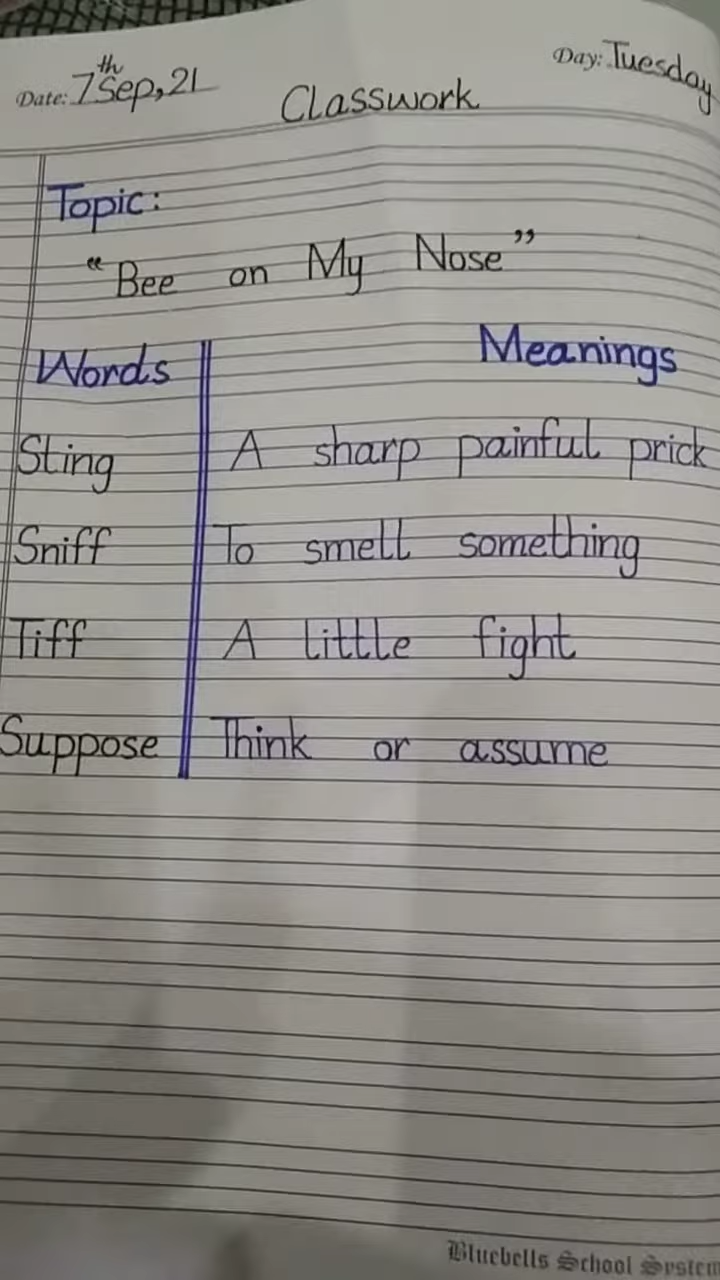 Date: 7th Sep, 21 Classwork Day: Tuesday
Topic:
“Bee on My Nose”
Words Meanings
Sting A sharp painful prick
Sniff To smell something
Tiff A little fight
Suppose Think or assume
Bluebells School System